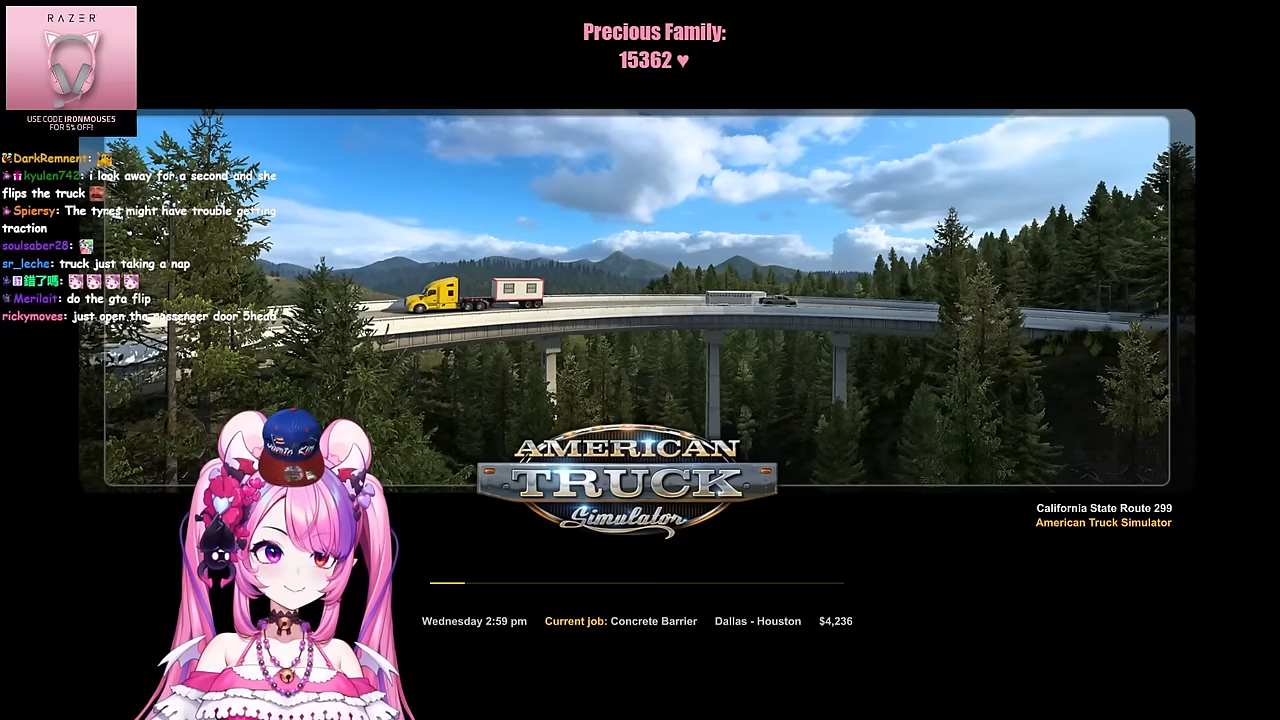 RAZER
USE CODE IRONMOUSE5
FOR 5% OFF!
Precious Family:
15362 ♥
DarkRemnent:
kyulen742: i look away for a second and she
flips the truck
Spiersy: The tyres might have trouble getting
traction
soulsaber28:
sr_leche: truck just taking a nap
錯了嗎:
Merilait: do the gta flip
rickymoves: just open the passenger door 5head
AMERICAN
TRUCK
Simulator
California State Route 299
American Truck Simulator
Wednesday 2:59 pm Current job: Concrete Barrier Dallas - Houston $4,236